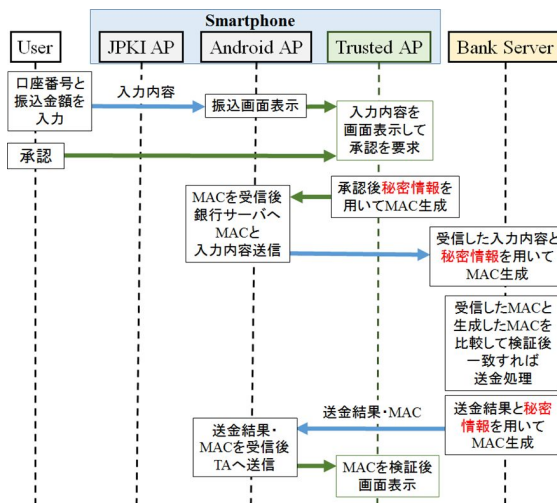 Smartphone
User
JPKI AP
Android AP
Trusted AP
Bank Server
口座番号と
振込金額を
入力
入力内容
振込画面表示
入力内容を
画面表示して
承認を要求
承認
承認後秘密情報を
用いてMAC生成
MACを受信後
銀行サーバへ
MACと
入力内容送信
受信した入力内容と
秘密情報を用いて
MAC生成
受信したMACと
生成したMACを
比較して検証後
一致すれば
送金処理
送金結果と秘密
情報を用いて
MAC生成
送金結果・MAC
送金結果・
MACを受信後
TAへ送信
MACを検証後
画面表示